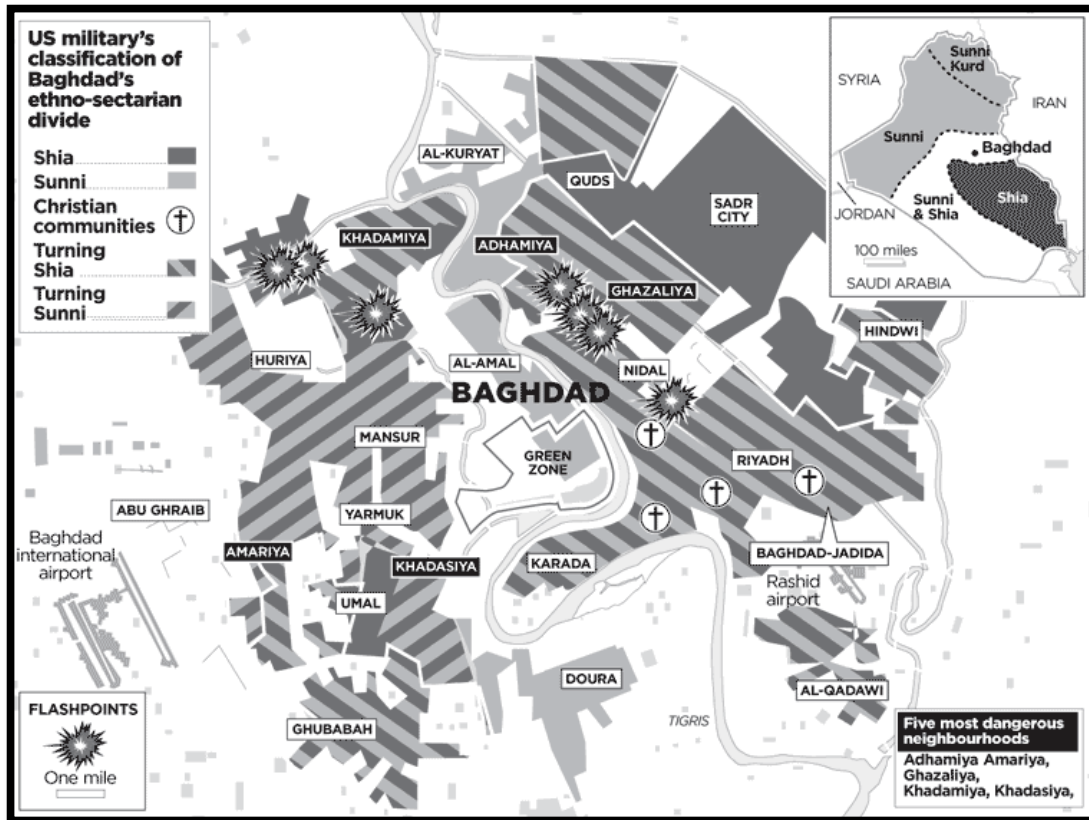 US military's
classification of
Baghdad's
ethno-sectarian
divide
Shia
Sunni
Christian
communities
Turning
Shia
Turning
Sunni
SYRIA
Sunni
Kurd
IRAN
Sunni
Baghdad
JORDAN
Sunni
& Shia
Shia
100 miles
SAUDI ARABIA
AL-KURYAT
QUDS
SADR
CITY
KHADAMIYA
ADHAMIYA
GHAZALIYA
HINDWI
HURIYA
AL-AMAL
NIDAL
BAGHDAD
MANSUR
GREEN
ZONE
RIYADH
ABU GHRAIB
YARMUK
Baghdad
international
airport
AMARIYA
KHADASIYA
KARADA
BAGHDAD-JADIDA
Rashid
airport
UMAL
DOURA
AL-QADAWI
GHUBABAH
TIGRIS
FLASHPOINTS
One mile
Five most dangerous
neighbourhoods
Adhamiya Amariya,
Ghazaliya,
Khadamiya, Khadasiya,